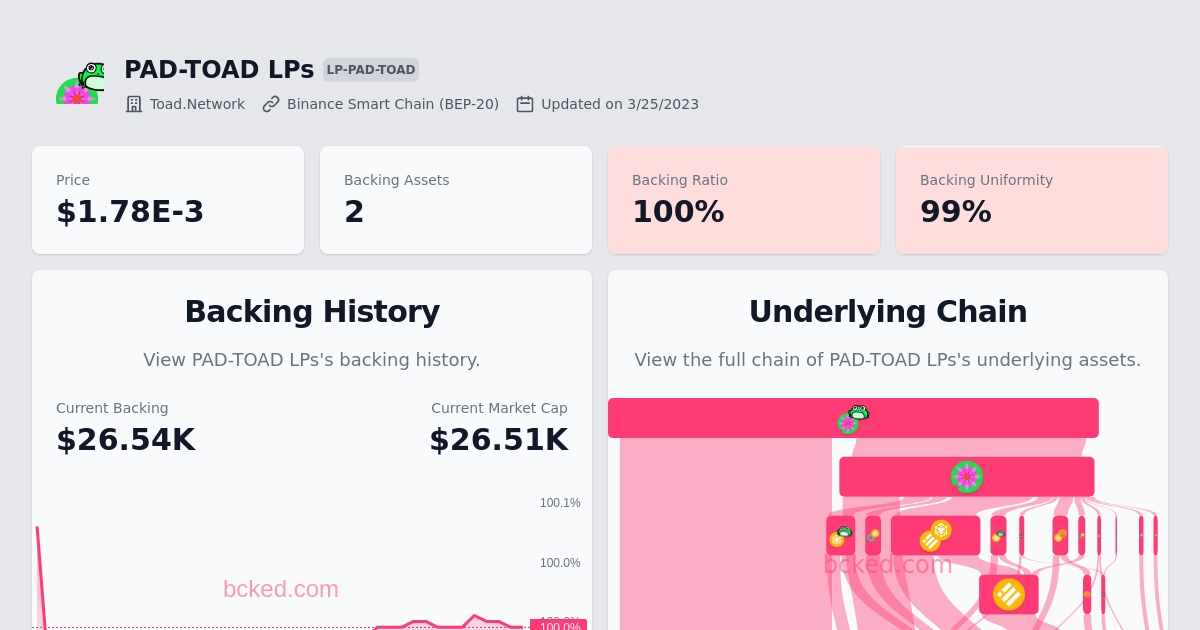 PAD-TOAD LPs LP-PAD-TOAD
Toad.Network Binance Smart Chain (BEP-20) Updated on 3/25/2023
Price
$1.78E-3
Backing Assets
2
Backing Ratio
100%
Backing Uniformity
99%
Backing History
View PAD-TOAD LPs's backing history.
Current Backing
$26.54K
Current Market Cap
$26.51K
100.1%
100.0%
bcked.com
100.0%
Underlying Chain
View the full chain of PAD-TOAD LPs's underlying assets.
bcked.com